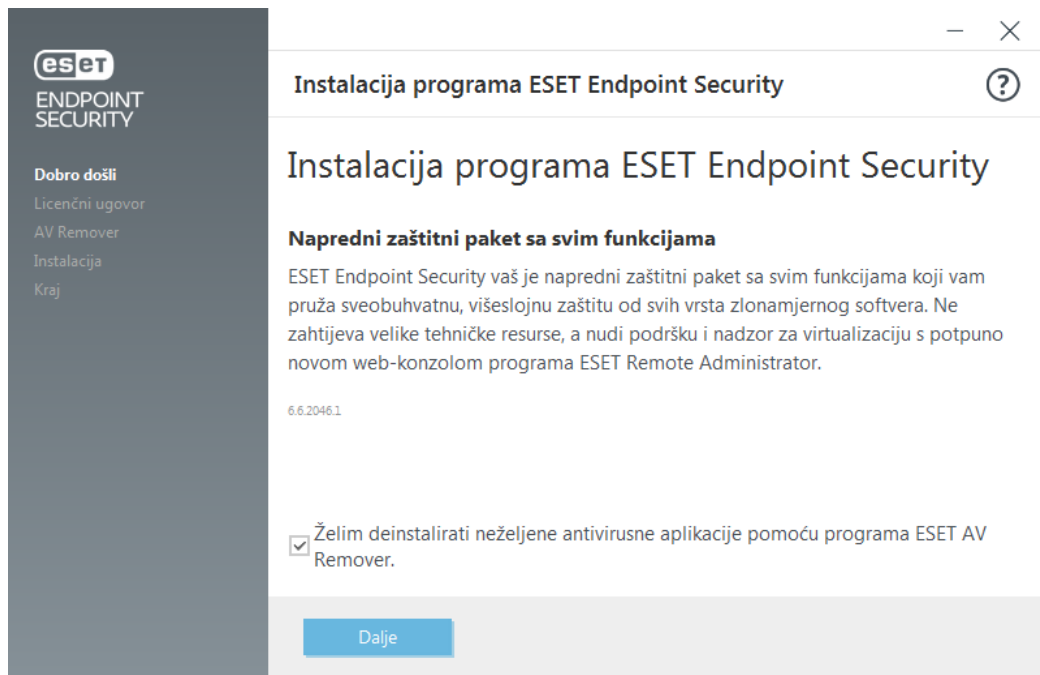 eset
ENDPOINT
SECURITY
Dobro došli
Licenčni ugovor
AV Remover
Instalacija
Kraj
Instalacija programa ESET Endpoint Security
?
Instalacija programa ESET Endpoint Security
Napredni zaštitni paket sa svim funkcijama
ESET Endpoint Security vaš je napredni zaštitni paket sa svim funkcijama koji vam
pruža sveobuhvatnu, višeslojnu zaštitu od svih vrsta zlonamjernog softvera. Ne
zahtijeva velike tehničke resurse, a nudi podršku i nadzor za virtualizaciju s potpuno
novom web-konzolom programa ESET Remote Administrator.
6.6.2046.1
Želim deinstalirati neželjene antivirusne aplikacije pomoću programa ESET AV
Remover.
Dalje